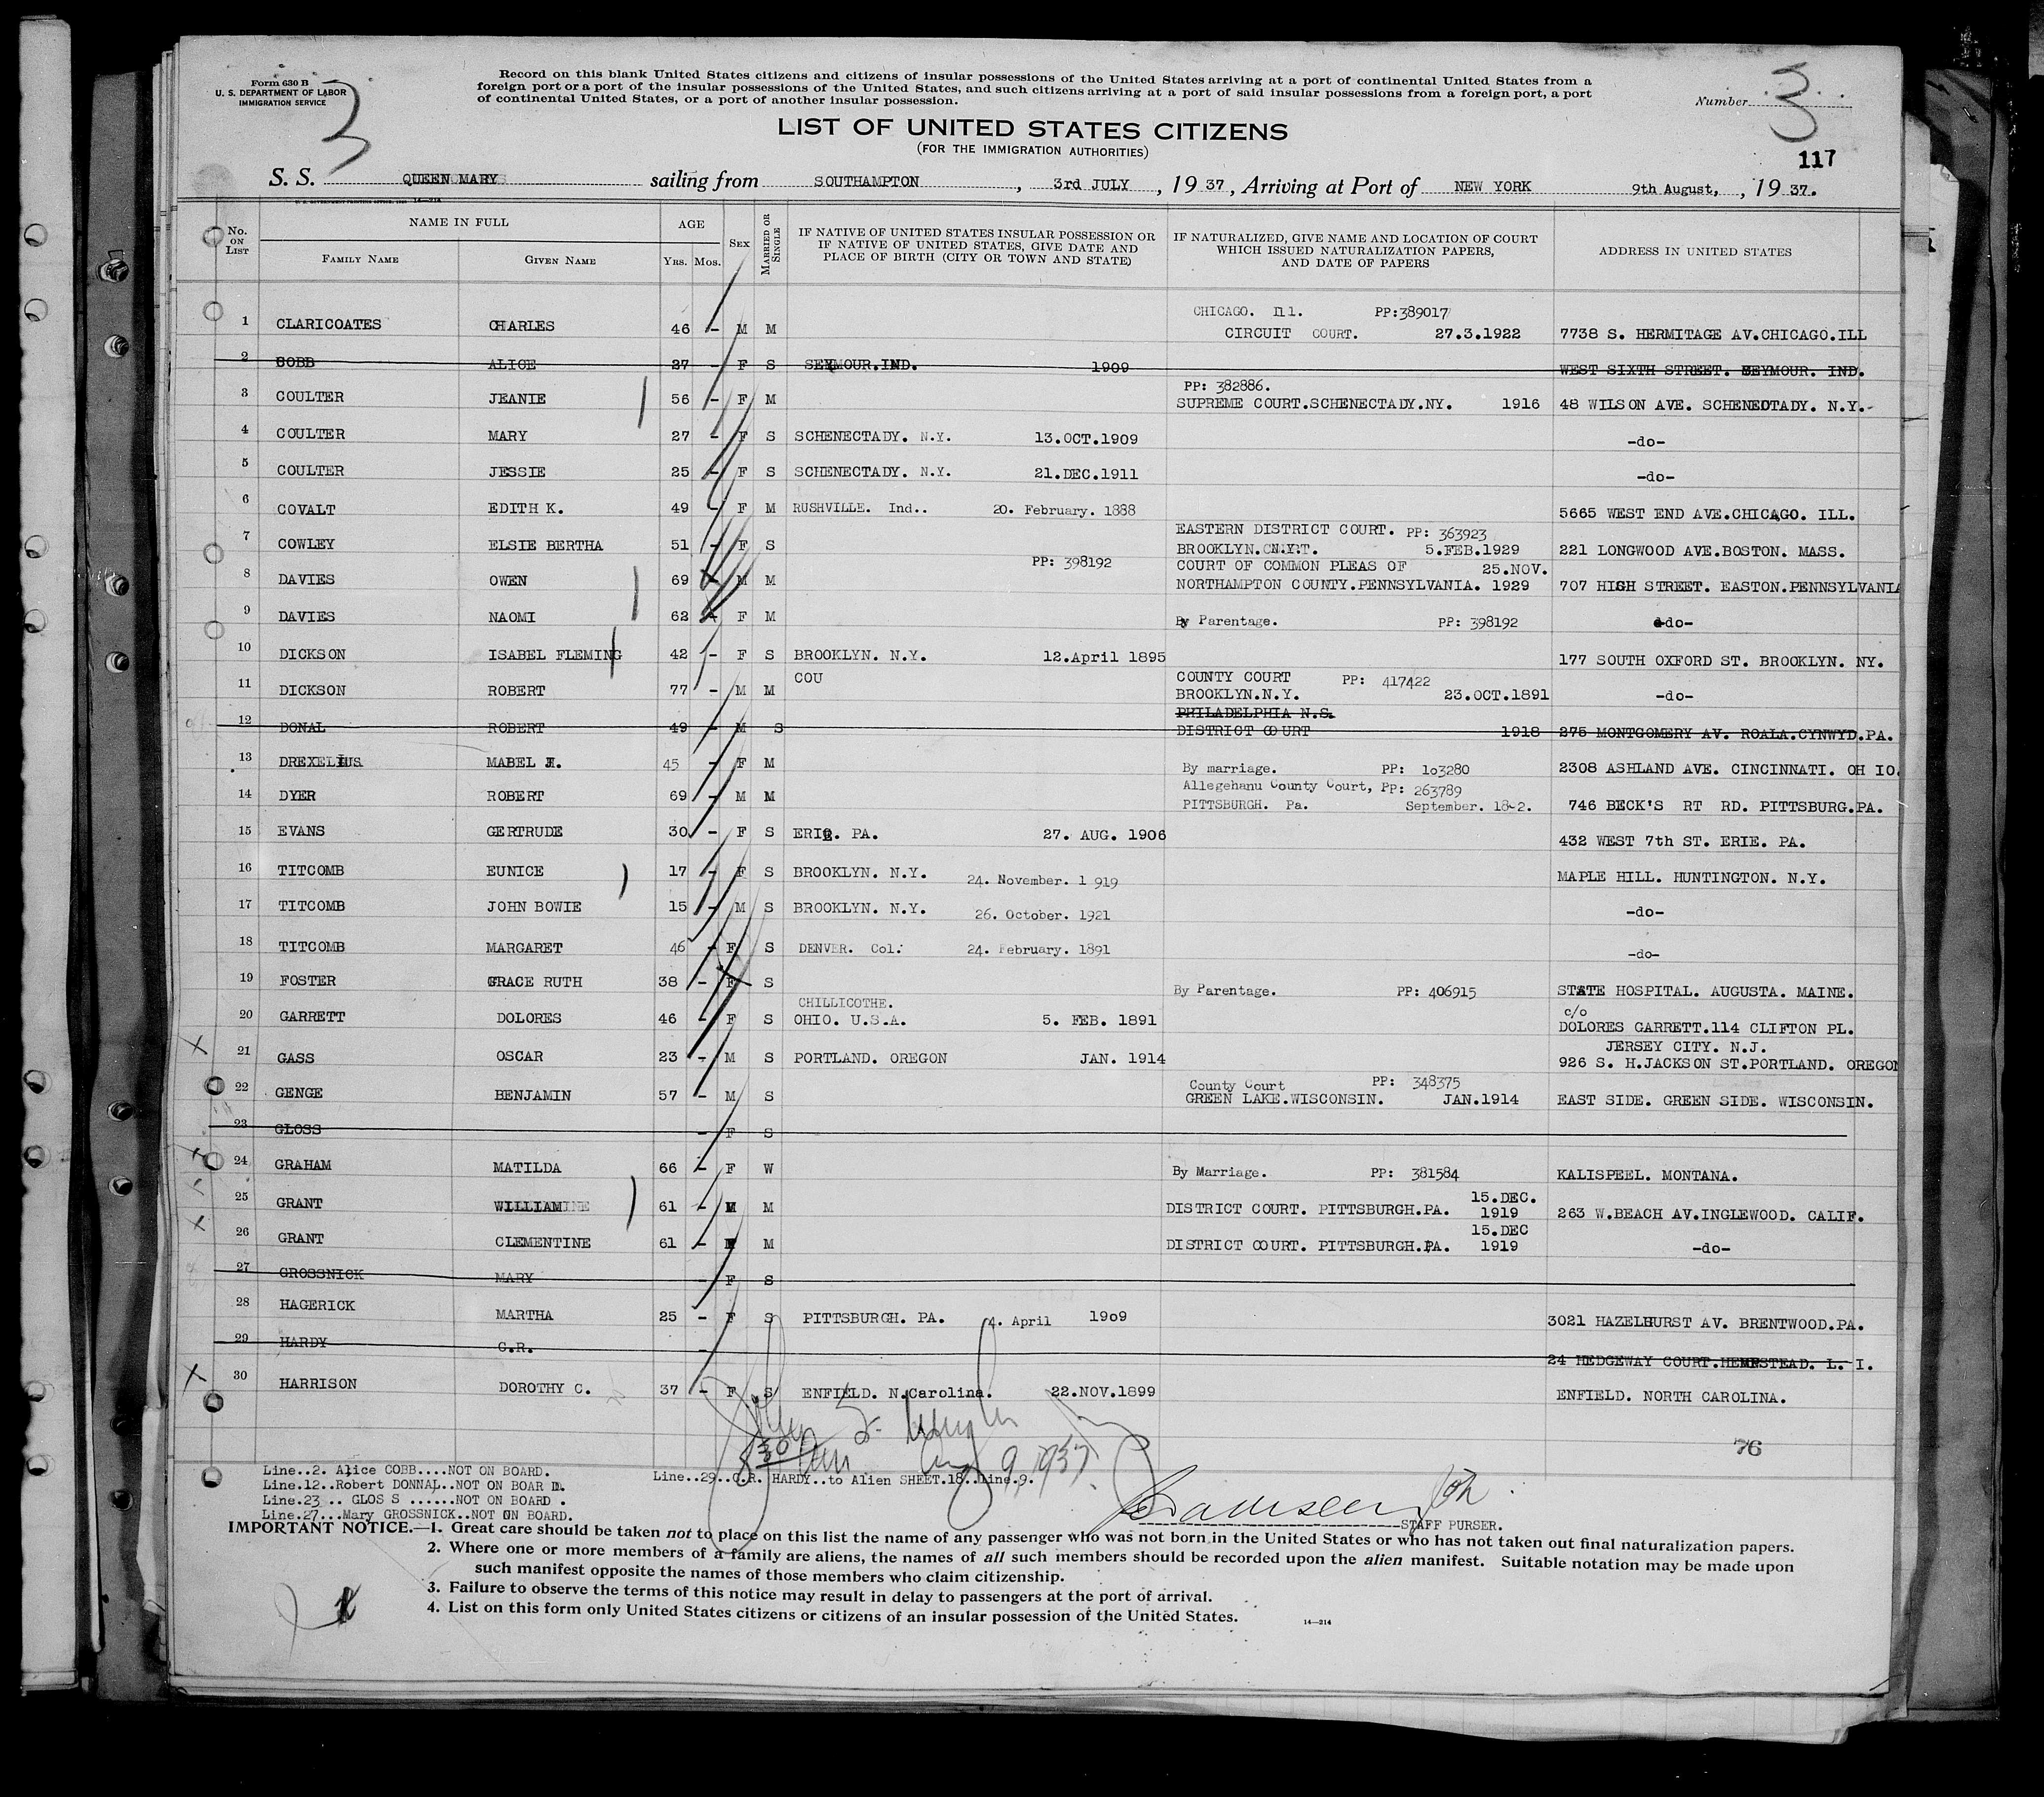 Form 630 B
U. S. DEPARTMENT OF LABOR
IMMIGRATION SERVICE
3
Record on this blank United States citizens and citizens of insular possessions of the United States arriving at a port of continental United States from a
foreign port or a port of the insular possessions of the United States, and such citizens arriving at a port of said insular possessions from a foreign port, a port
of continental United States, or a port of another insular possession.
Number 3
LIST OF UNITED STATES CITIZENS
(FOR THE IMMIGRATION AUTHORITIES)
117
S. S. QUEEN MARY sailing from SOUTHAMPTON, 3rd JULY, 1937, Arriving at Port of NEW YORK 9th August,, 1937.
No. ON LIST NAME IN FULL AGE SEX MARRIED OR SINGLE IF NATIVE OF UNITED STATES INSULAR POSSESSION OR IF NATIVE OF UNITED STATES, GIVE DATE AND PLACE OF BIRTH (CITY OR TOWN AND STATE) IF NATURALIZED, GIVE NAME AND LOCATION OF COURT WHICH ISSUED NATURALIZATION PAPERS, AND DATE OF PAPERS ADDRESS IN UNITED STATES
FAMILY NAME GIVEN NAME YRS. MOS.
CHICAGO. Ill. PP:389017
1 CLARICOATES CHARLES 46 - M M CIRCUIT COURT. 27.3.1922 7738 S. HERMITAGE AV.CHICAGO.ILL
2 COBB ALICE 27 - F S SEYMOUR.IND. 1909 WEST SIXTH STREET. SEYMOUR. IND.
PP: 382886.
3 COULTER JEANIE 56 - F M SUPREME COURT.SCHENECTADY.NY. 1916 48 WILSON AVE. SCHENECTADY. N.Y.-
4 COULTER MARY 27 - F S SCHENECTADY. N.Y. 13.OCT.1909 -do-
5 COULTER JESSIE 25 - F S SCHENECTADY. N.Y. 21.DEC.1911 -do-
6 COVALT EDITH K. 49 - F M RUSHVILLE. Ind.. 20. February. 1888 5665 WEST END AVE.CHICAGO. ILL.
EASTERN DISTRICT COURT. PP: 363923
7 COWLEY ELSIE BERTHA 51 - F S BROOKLYN. N.Y. 5.FEB.1929 221 LONGWOOD AVE.BOSTON. MASS.
PP: 398192 COURT OF COMMON PLEAS OF 25.NOV.
8 DAVIES OWEN 69 M M NORTHAMPTON COUNTY.PENNSYLVANIA. 1929 707 HIGH STREET. EASTON.PENNSYLVANIA
9 DAVIES NAOMI 62 F M By Parentage. PP: 398192 -do-
10 DICKSON ISABEL FLEMING 42 - F S BROOKLYN. N.Y. 12.April 1895 177 SOUTH OXFORD ST. BROOKLYN. NY.
COU COUNTY COURT PP: 417422
11 DICKSON ROBERT 77 - M M BROOKLYN.N.Y. 23.OCT.1891 -do-
PHILADELPHIA N.S.
12 DONAL ROBERT 49 - M S DISTRICT COURT 1918 275 MONTGOMERY AV. ROALA.CYNWYD.PA.
13 DREXELIUS MABEL 45 - F M By marriage. PP: 1o3280 2308 ASHLAND AVE. CINCINNATI. OH IO.
Allegehanu County Court, PP: 263789
14 DYER ROBERT 69 - M M PITTSBURGH. Pa. September. 18-2. 746 BECK'S RT RD. PITTSBURG.PA.
15 EVANS GERTRUDE 30 - F S ERIE. PA. 27. AUG. 1906 432 WEST 7th ST. ERIE. PA.
16 TITCOMB EUNICE 17 - F S BROOKLYN. N.Y. 24. November. 1 919 MAPLE HILL. HUNTINGTON. N.Y.
17 TITCOMB JOHN BOWIE 15 - M S BROOKLYN. N.Y. 26. October. 1921 -do-
18 TITCOMB MARGARET 46 - F S DENVER. Col. 24. February. 1891 -do-
19 FOSTER GRACE RUTH 38 - F S By Parentage. PP: 406915 STATE HOSPITAL. AUGUSTA. MAINE.
CHILLICOTHE. c/o
20 GARRETT DOLORES 46 - F S OHIO. U.S.A. 5. FEB. 1891 DOLORES GARRETT.114 CLIFTON PL.
JERSEY CITY. N.J.
21 GASS OSCAR 23 - M S PORTLAND. OREGON JAN. 1914 926 S. H.JACKSON ST.PORTLAND. OREGON
County Court PP: 348375
22 GENGE BENJAMIN 57 - M S GREEN LAKE.WISCONSIN. JAN.1914 EAST SIDE. GREEN SIDE. WISCONSIN.
23 GLOSS - F S
24 GRAHAM MATILDA 66 - F W By Marriage. PP: 381584 KALISPEEL. MONTANA.
15.DEC.
25 GRANT WILLIAM 61 - M M DISTRICT COURT. PITTSBURGH.PA. 1919 263 W.BEACH AV.INGLEWOOD. CALIF.
15.DEC
26 GRANT CLEMENTINE 61 - F M DISTRICT COURT. PITTSBURGH.PA. 1919 -do-
27 GROSSNICK MARY - F S
28 HAGERICK MARTHA 25 - F S PITTSBURGH. PA. 4. April 19o9 3021 HAZELHURST AV. BRENTWOOD.PA.
29 HARDY C.R. - 24 HEDGEWAY COURT.HEMPSTEAD. L. I.
30 HARRISON DOROTHY C. 37 - F S ENFIELD. N.Carolina. 22.NOV.1899 ENFIELD. NORTH CAROLINA.
Aug 9, 1937
76
Line..2. Alice COBB....NOT ON BOARD.
Line..29..C.R. HARDY..to Alien SHEET.18..Line.9.
Line.12..Robert DONNAL..NOT ON BOAR D.
Line.23 .. GLOS S ......NOT ON BOARD .
Line.27...Mary GROSSNICK..NOT ON BOARD.
STAFF PURSER.
IMPORTANT NOTICE.—1. Great care should be taken not to place on this list the name of any passenger who was not born in the United States or who has not taken out final naturalization papers.
2. Where one or more members of a family are aliens, the names of all such members should be recorded upon the alien manifest. Suitable notation may be made upon
such manifest opposite the names of those members who claim citizenship.
3. Failure to observe the terms of this notice may result in delay to passengers at the port of arrival.
4. List on this form only United States citizens or citizens of an insular possession of the United States.
14—214